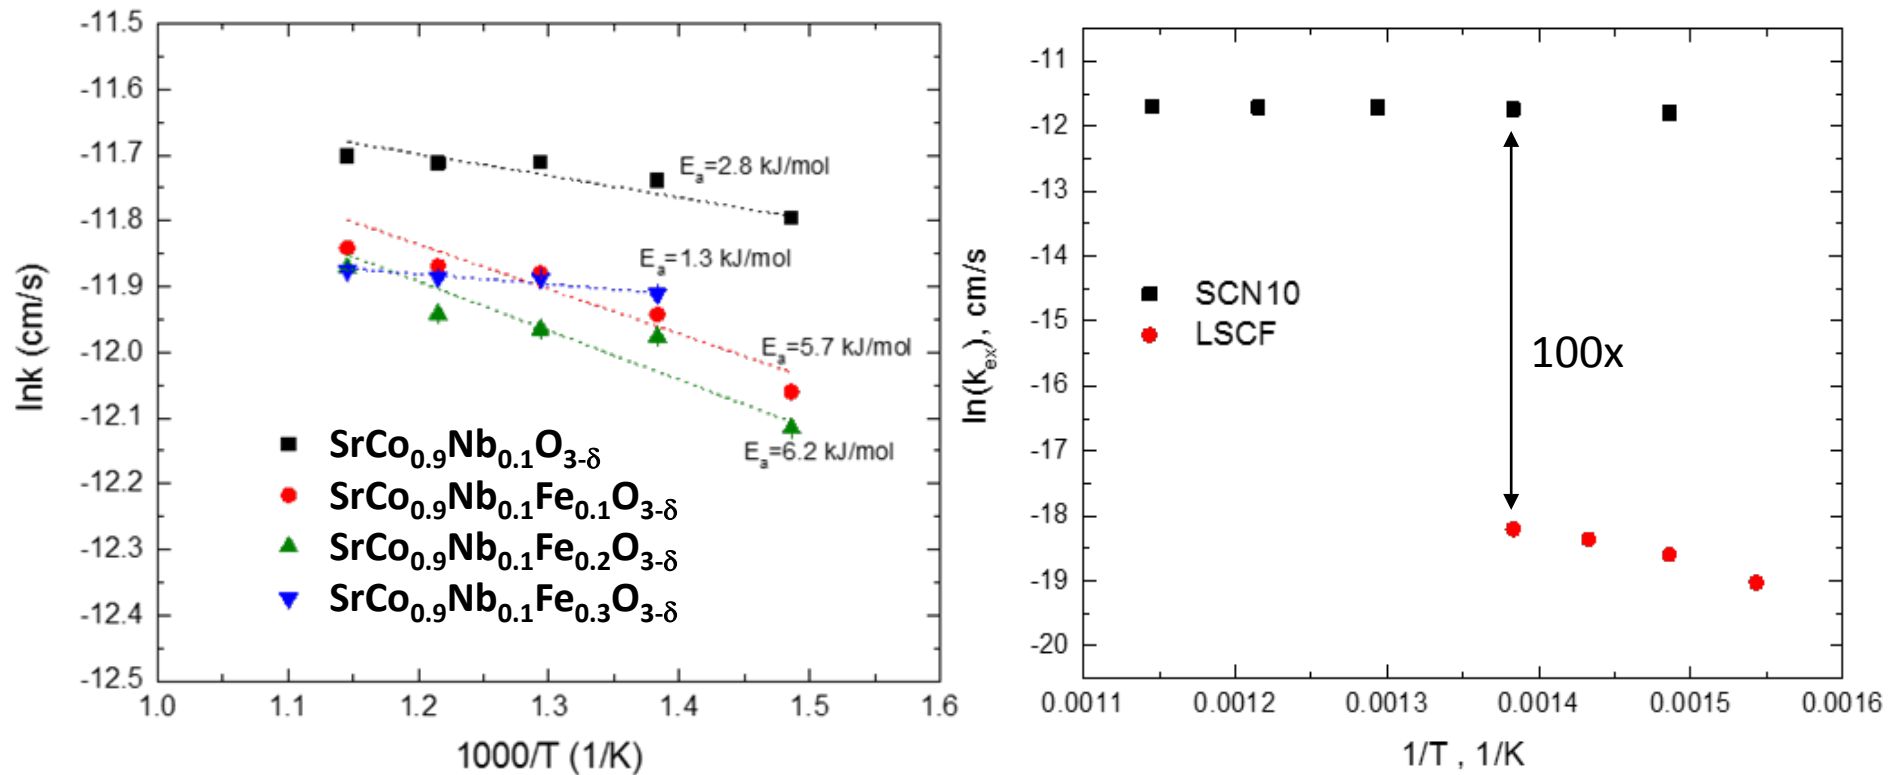 -11.5
-11.6
-11.7
-11.8
-11.9
-12.0
-12.1
-12.2
-12.3
-12.4
-12.5
lnk (cm/s)
Eₐ=2.8 kJ/mol
Eₐ=1.3 kJ/mol
Eₐ=5.7 kJ/mol
Eₐ=6.2 kJ/mol
SrCo₀.₉Nb₀.₁O₃₋δ
SrCo₀.₉Nb₀.₁Fe₀.₁O₃₋δ
SrCo₀.₉Nb₀.₁Fe₀.₂O₃₋δ
SrCo₀.₉Nb₀.₁Fe₀.₃O₃₋δ
1.0 1.1 1.2 1.3 1.4 1.5 1.6
1000/T (1/K)
-11
-12
-13
-14
-15
-16
-17
-18
-19
-20
ln(kₑₓ), cm/s
SCN10
LSCF
100x
0.0011 0.0012 0.0013 0.0014 0.0015 0.0016
1/T , 1/K